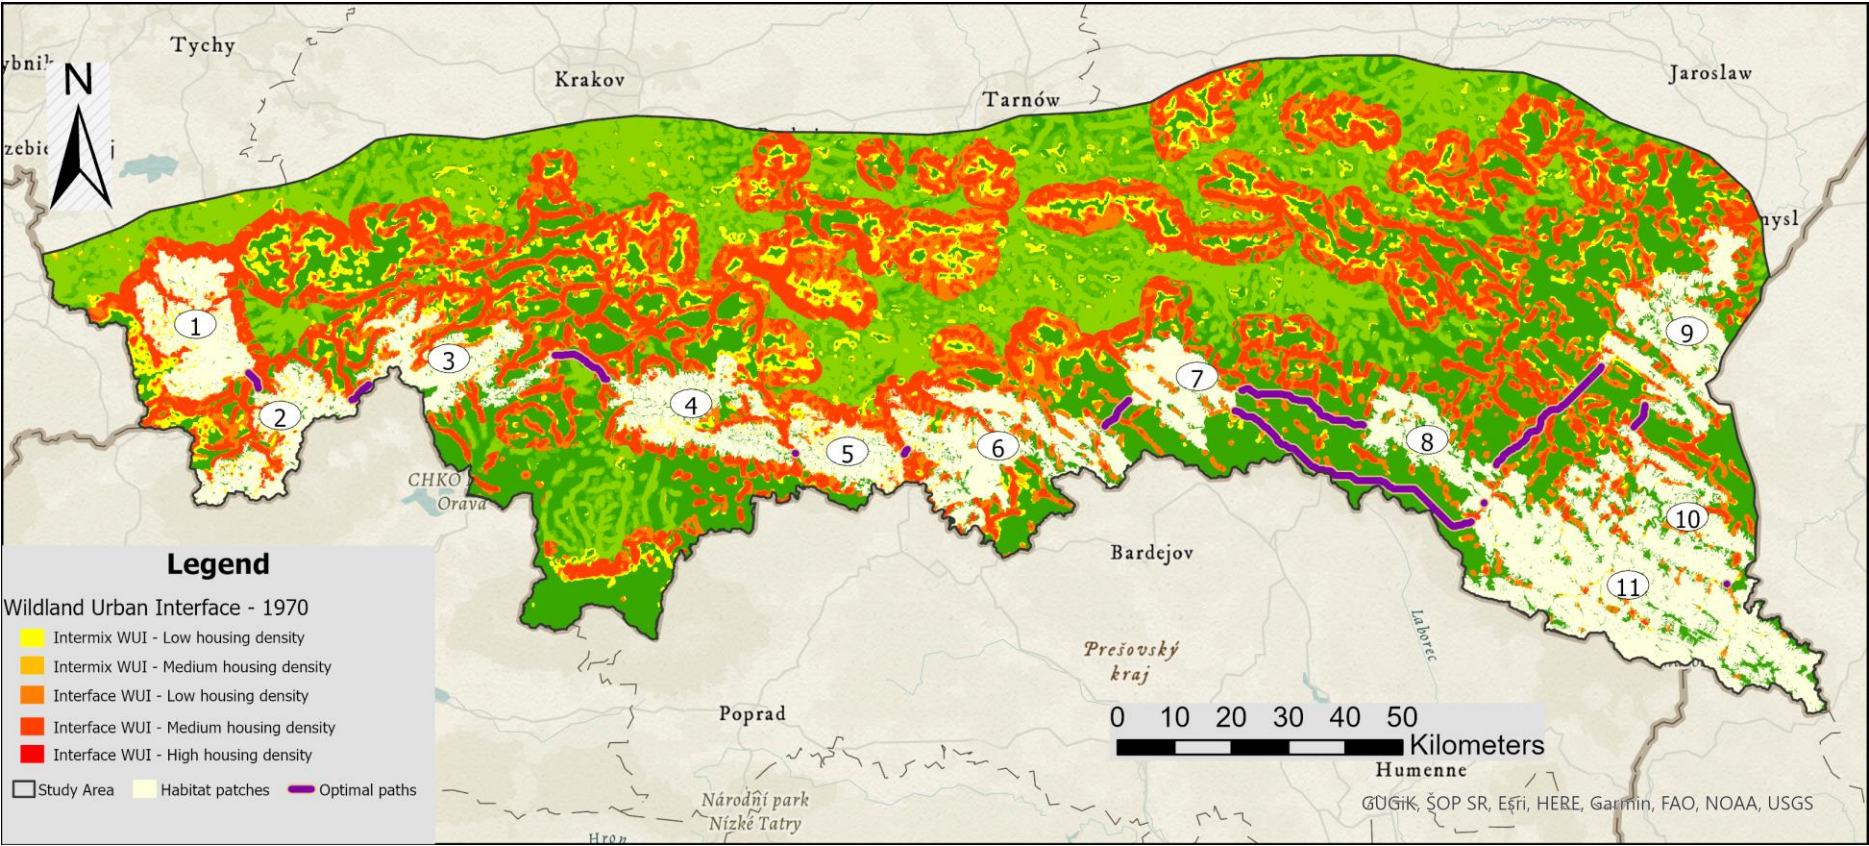 Tychy
Krakov
Tarnów
Jaroslaw
N
1
2
3
4
5
6
7
8
9
10
11
CHKO
Orava
Bardejov
Laborec
Prešovský
kraj
Poprad
Legend
Wildland Urban Interface - 1970
Intermix WUI - Low housing density
Intermix WUI - Medium housing density
Interface WUI - Low housing density
Interface WUI - Medium housing density
Interface WUI - High housing density
Study Area Habitat patches Optimal paths
0 10 20 30 40 50
Kilometers
Humenne
Národní park
Nízké Tatry
Hron
GUGiK, ŠOP SR, Esri, HERE, Garmin, FAO, NOAA, USGS